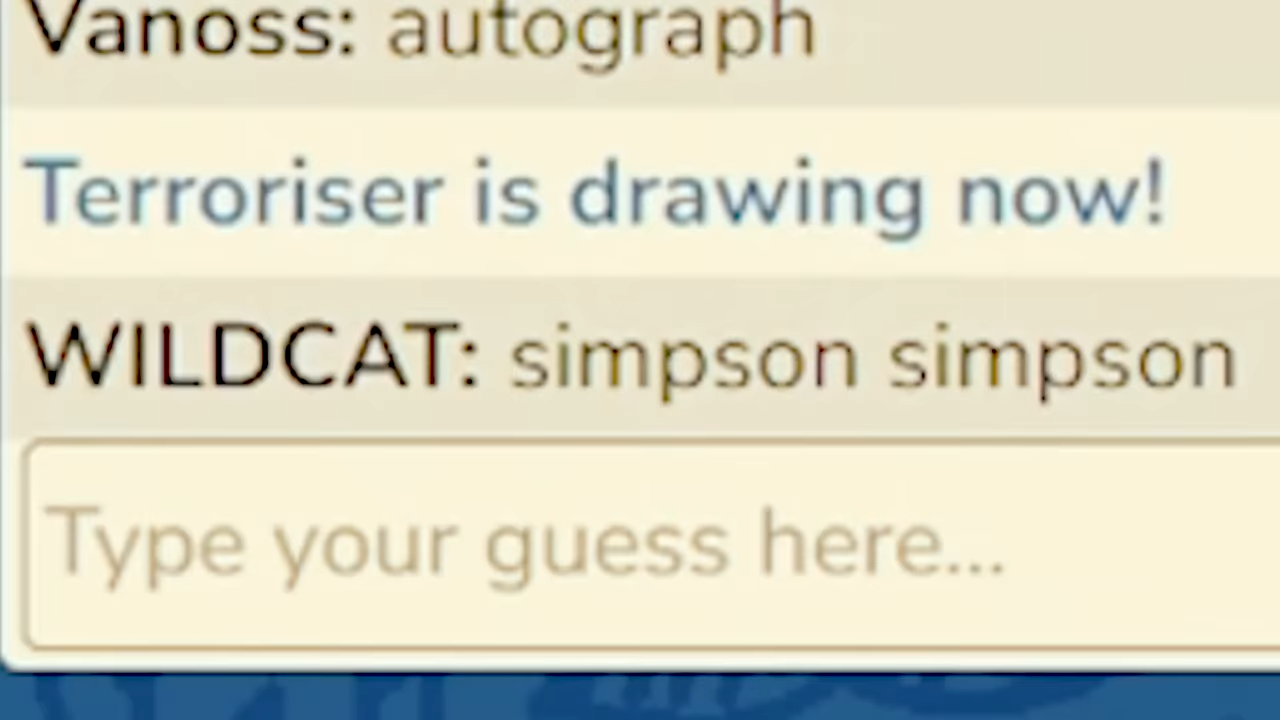 Vanoss: autograph
Terroriser is drawing now!
WILDCAT: simpson simpson
Type your guess here...